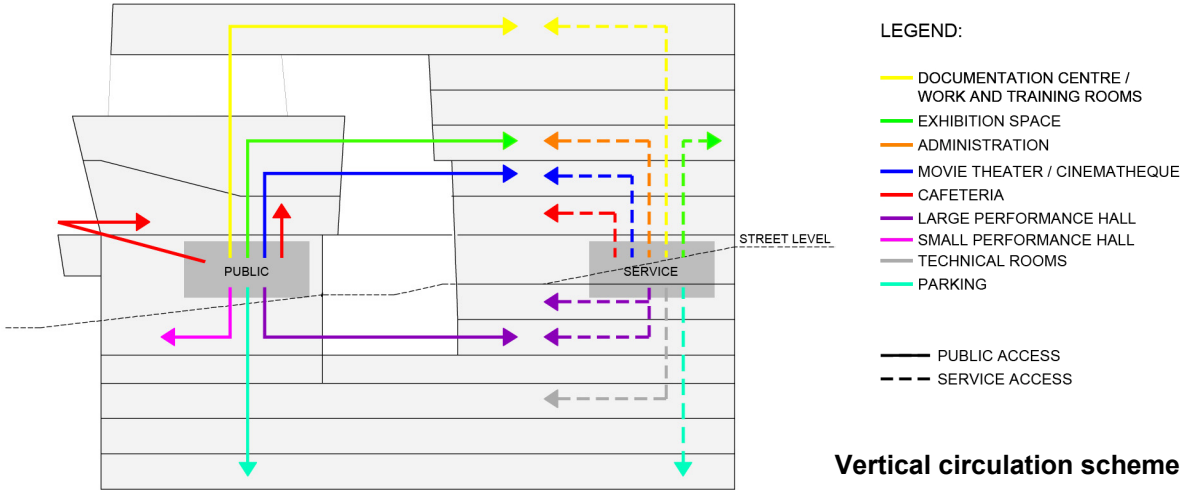 PUBLIC
SERVICE
STREET LEVEL
LEGEND:
DOCUMENTATION CENTRE /
WORK AND TRAINING ROOMS
EXHIBITION SPACE
ADMINISTRATION
MOVIE THEATER / CINEMATHEQUE
CAFETERIA
LARGE PERFORMANCE HALL
SMALL PERFORMANCE HALL
TECHNICAL ROOMS
PARKING
PUBLIC ACCESS
SERVICE ACCESS
Vertical circulation scheme